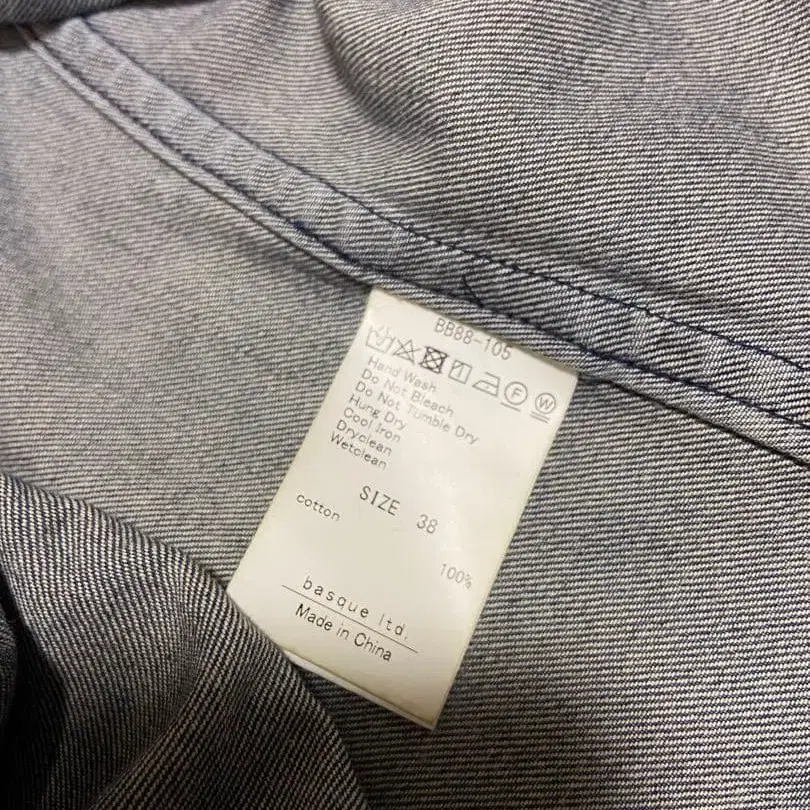 BB88-105
F W
Hand Wash
Do Not Bleach
Do Not Tumble Dry
Hung Dry
Cool Iron
Dryclean
Wetclean
SIZE 38
cotton
100%
basque ltd.
Made in China